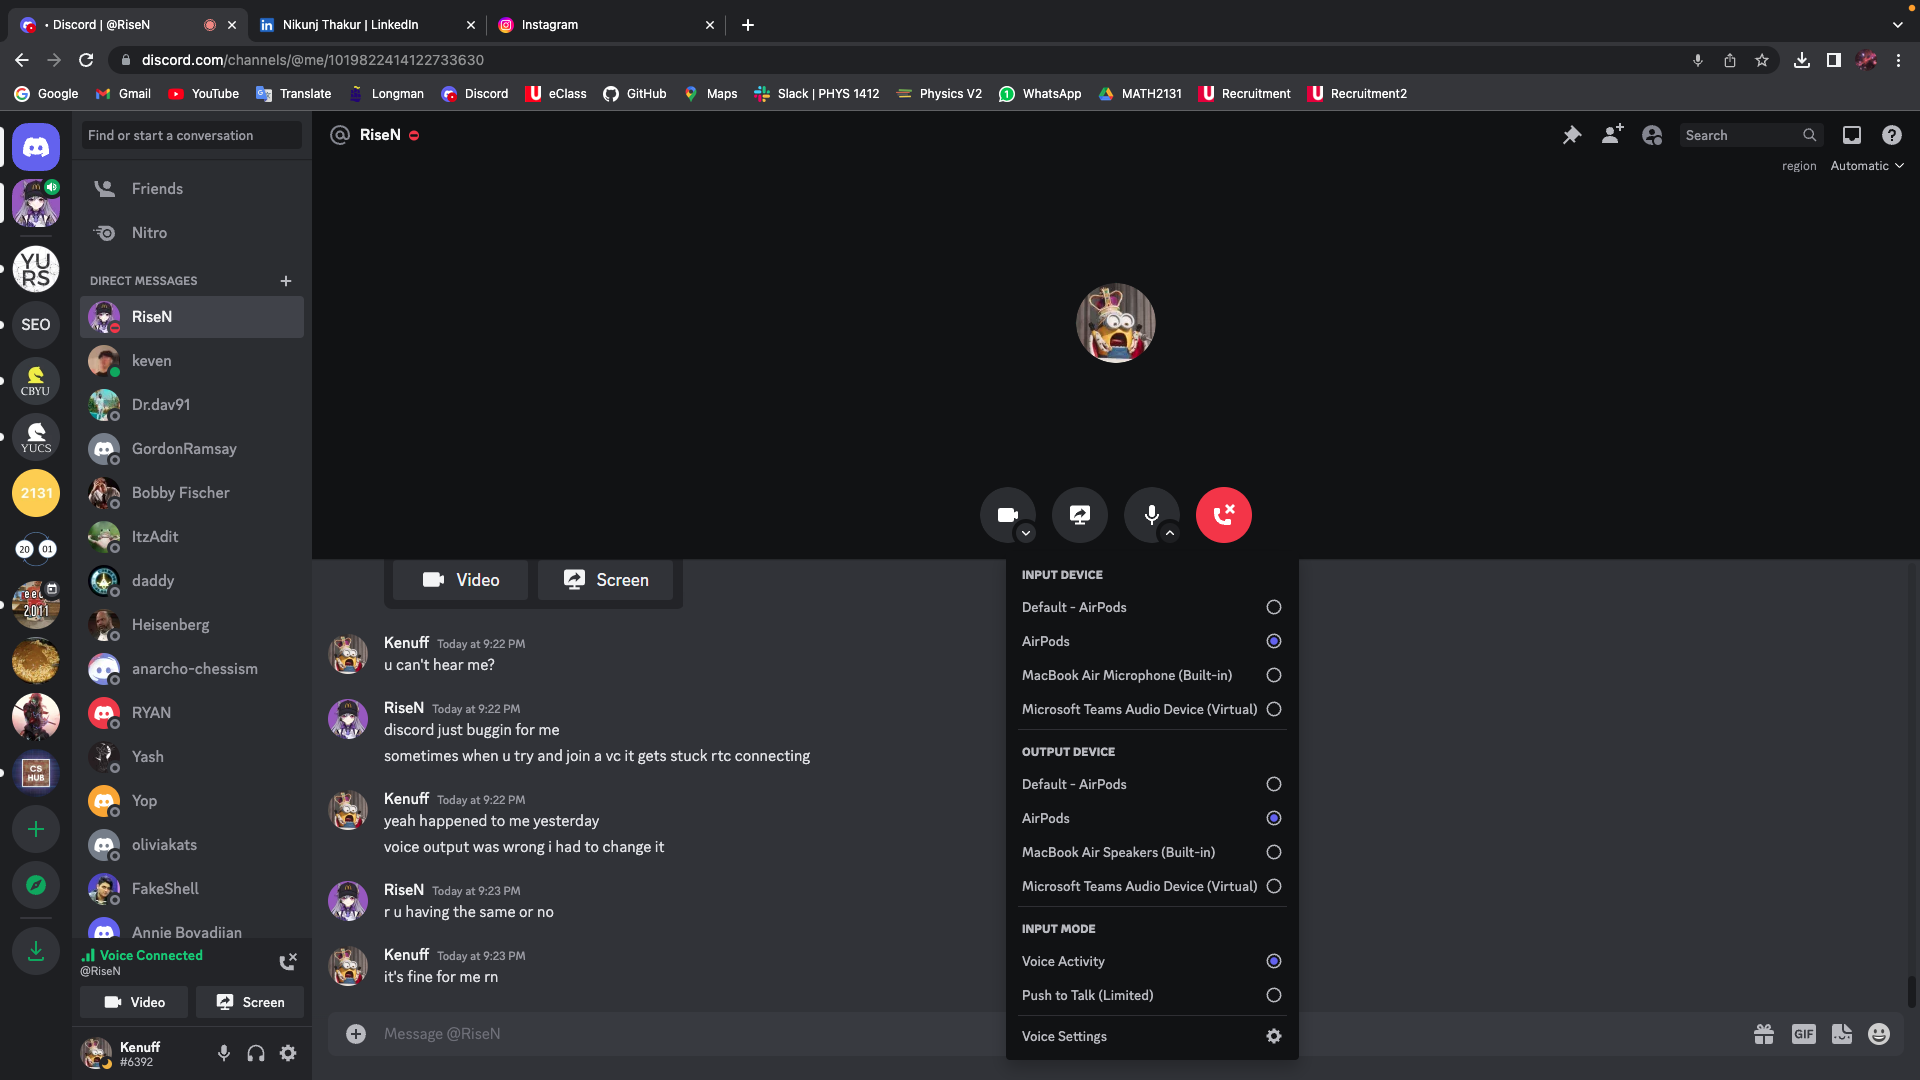 • Discord | @RiseN
Nikunj Thakur | LinkedIn
Instagram
discord.com/channels/@me/1019822414122733630
Google
Gmail
YouTube
Translate
Longman
Discord
eClass
GitHub
Maps
Slack | PHYS 1412
Physics V2
WhatsApp
MATH2131
Recruitment
Recruitment2
Find or start a conversation
RiseN
Search
region
Automatic
Friends
Nitro
DIRECT MESSAGES
RiseN
keven
Dr.dav91
GordonRamsay
Bobby Fischer
ItzAdit
daddy
Heisenberg
anarcho-chessism
RYAN
Yash
Yop
oliviakats
FakeShell
Annie Boyadjian
YU
RS
SEO
CBYU
YUCS
2131
20 01
2011
CS
HUB
Voice Connected
@RiseN
Video
Screen
Kenuff
#6392
Video
Screen
Kenuff Today at 9:22 PM
u can't hear me?
RiseN Today at 9:22 PM
discord just buggin for me
sometimes when u try and join a vc it gets stuck rtc connecting
Kenuff Today at 9:22 PM
yeah happened to me yesterday
voice output was wrong i had to change it
RiseN Today at 9:23 PM
r u having the same or no
Kenuff Today at 9:23 PM
it's fine for me rn
Message @RiseN
GIF
INPUT DEVICE
Default - AirPods
AirPods
MacBook Air Microphone (Built-in)
Microsoft Teams Audio Device (Virtual)
OUTPUT DEVICE
Default - AirPods
AirPods
MacBook Air Speakers (Built-in)
Microsoft Teams Audio Device (Virtual)
INPUT MODE
Voice Activity
Push to Talk (Limited)
Voice Settings